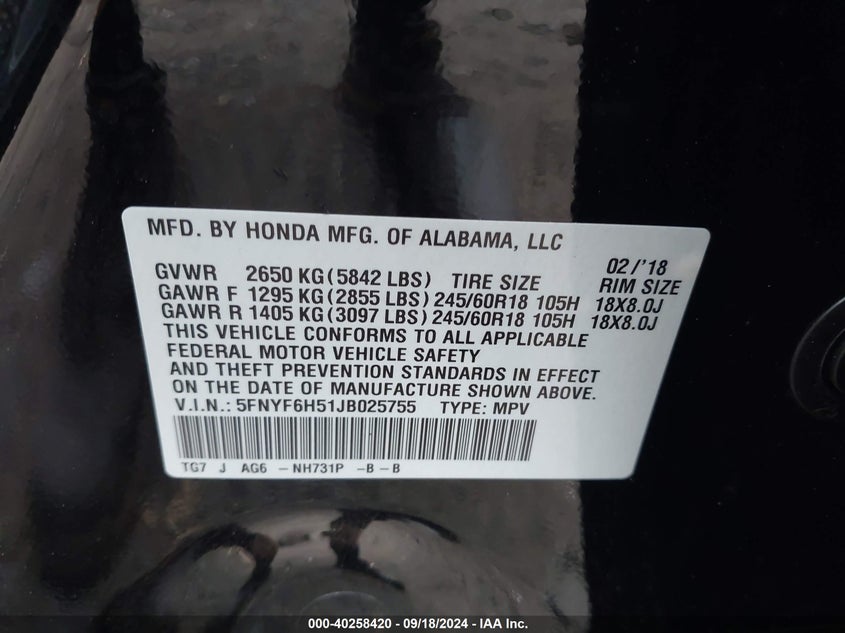 MFD. BY HONDA MFG. OF ALABAMA, LLC
02/'18
GVWR 2650 KG (5842 LBS) TIRE SIZE RIM SIZE
GAWR F 1295 KG (2855 LBS) 245/60R18 105H 18X8.0J
GAWR R 1405 KG (3097 LBS) 245/60R18 105H 18X8.0J
THIS VEHICLE CONFORMS TO ALL APPLICABLE
FEDERAL MOTOR VEHICLE SAFETY
AND THEFT PREVENTION STANDARDS IN EFFECT
ON THE DATE OF MANUFACTURE SHOWN ABOVE.
V.I.N.: 5FNYF6H51JB025755 TYPE: MPV
TG7 J AG6 - NH731P -B - B
000-40258420 - 09/18/2024 - IAA Inc.